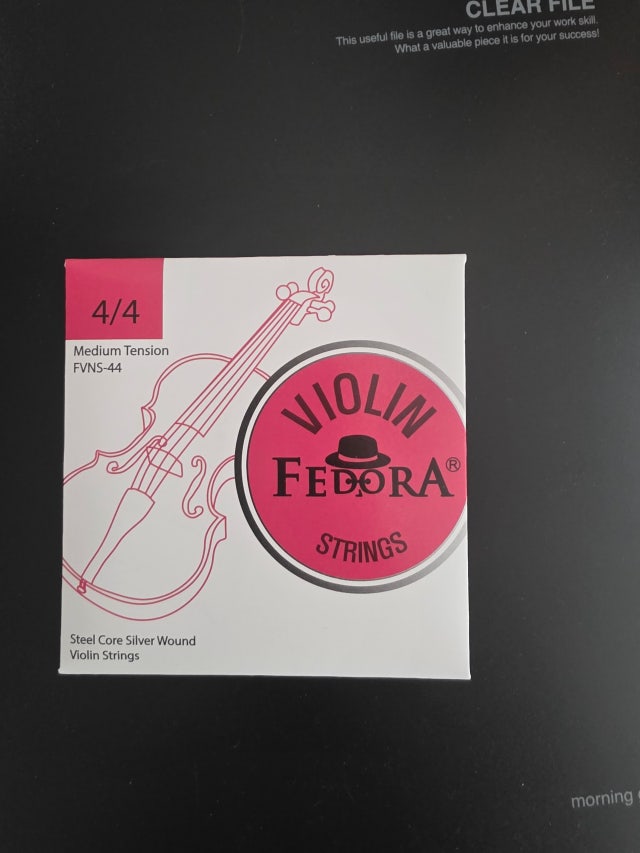 CLEAR FILE
This useful file is a great way to enhance your work skill.
What a valuable piece it is for your success!
4/4
Medium Tension
FVNS-44
VIOLIN
FEDORA®
STRINGS
Steel Core Silver Wound
Violin Strings
morning